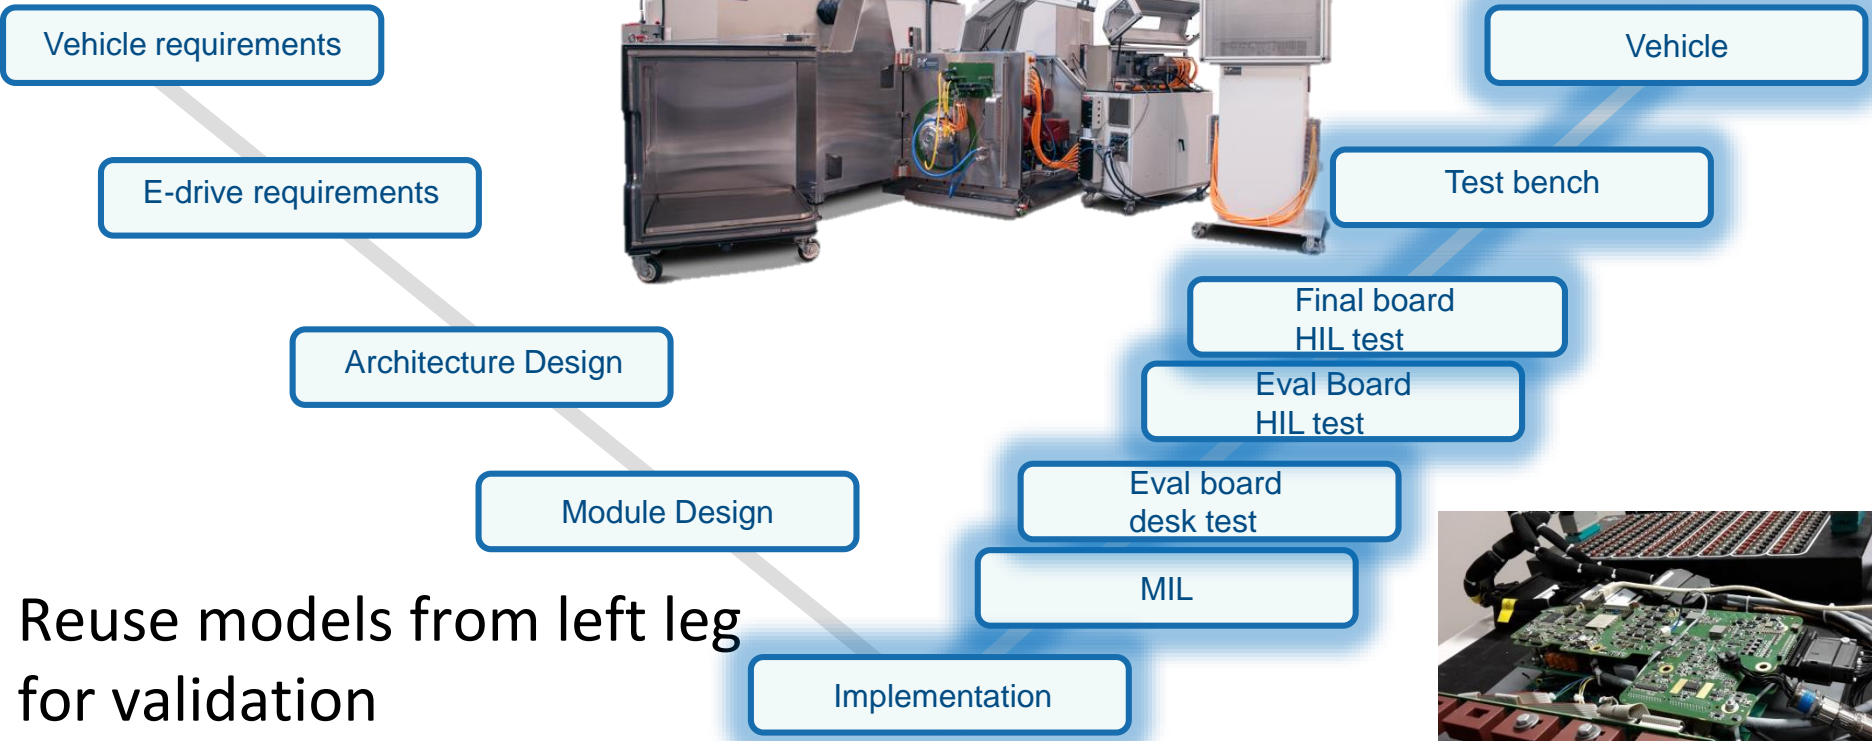 Vehicle requirements
Vehicle
E-drive requirements
Test bench
Final board
HIL test
Architecture Design
Eval Board
HIL test
Module Design
Eval board
desk test
MIL
Reuse models from left leg
for validation
Implementation